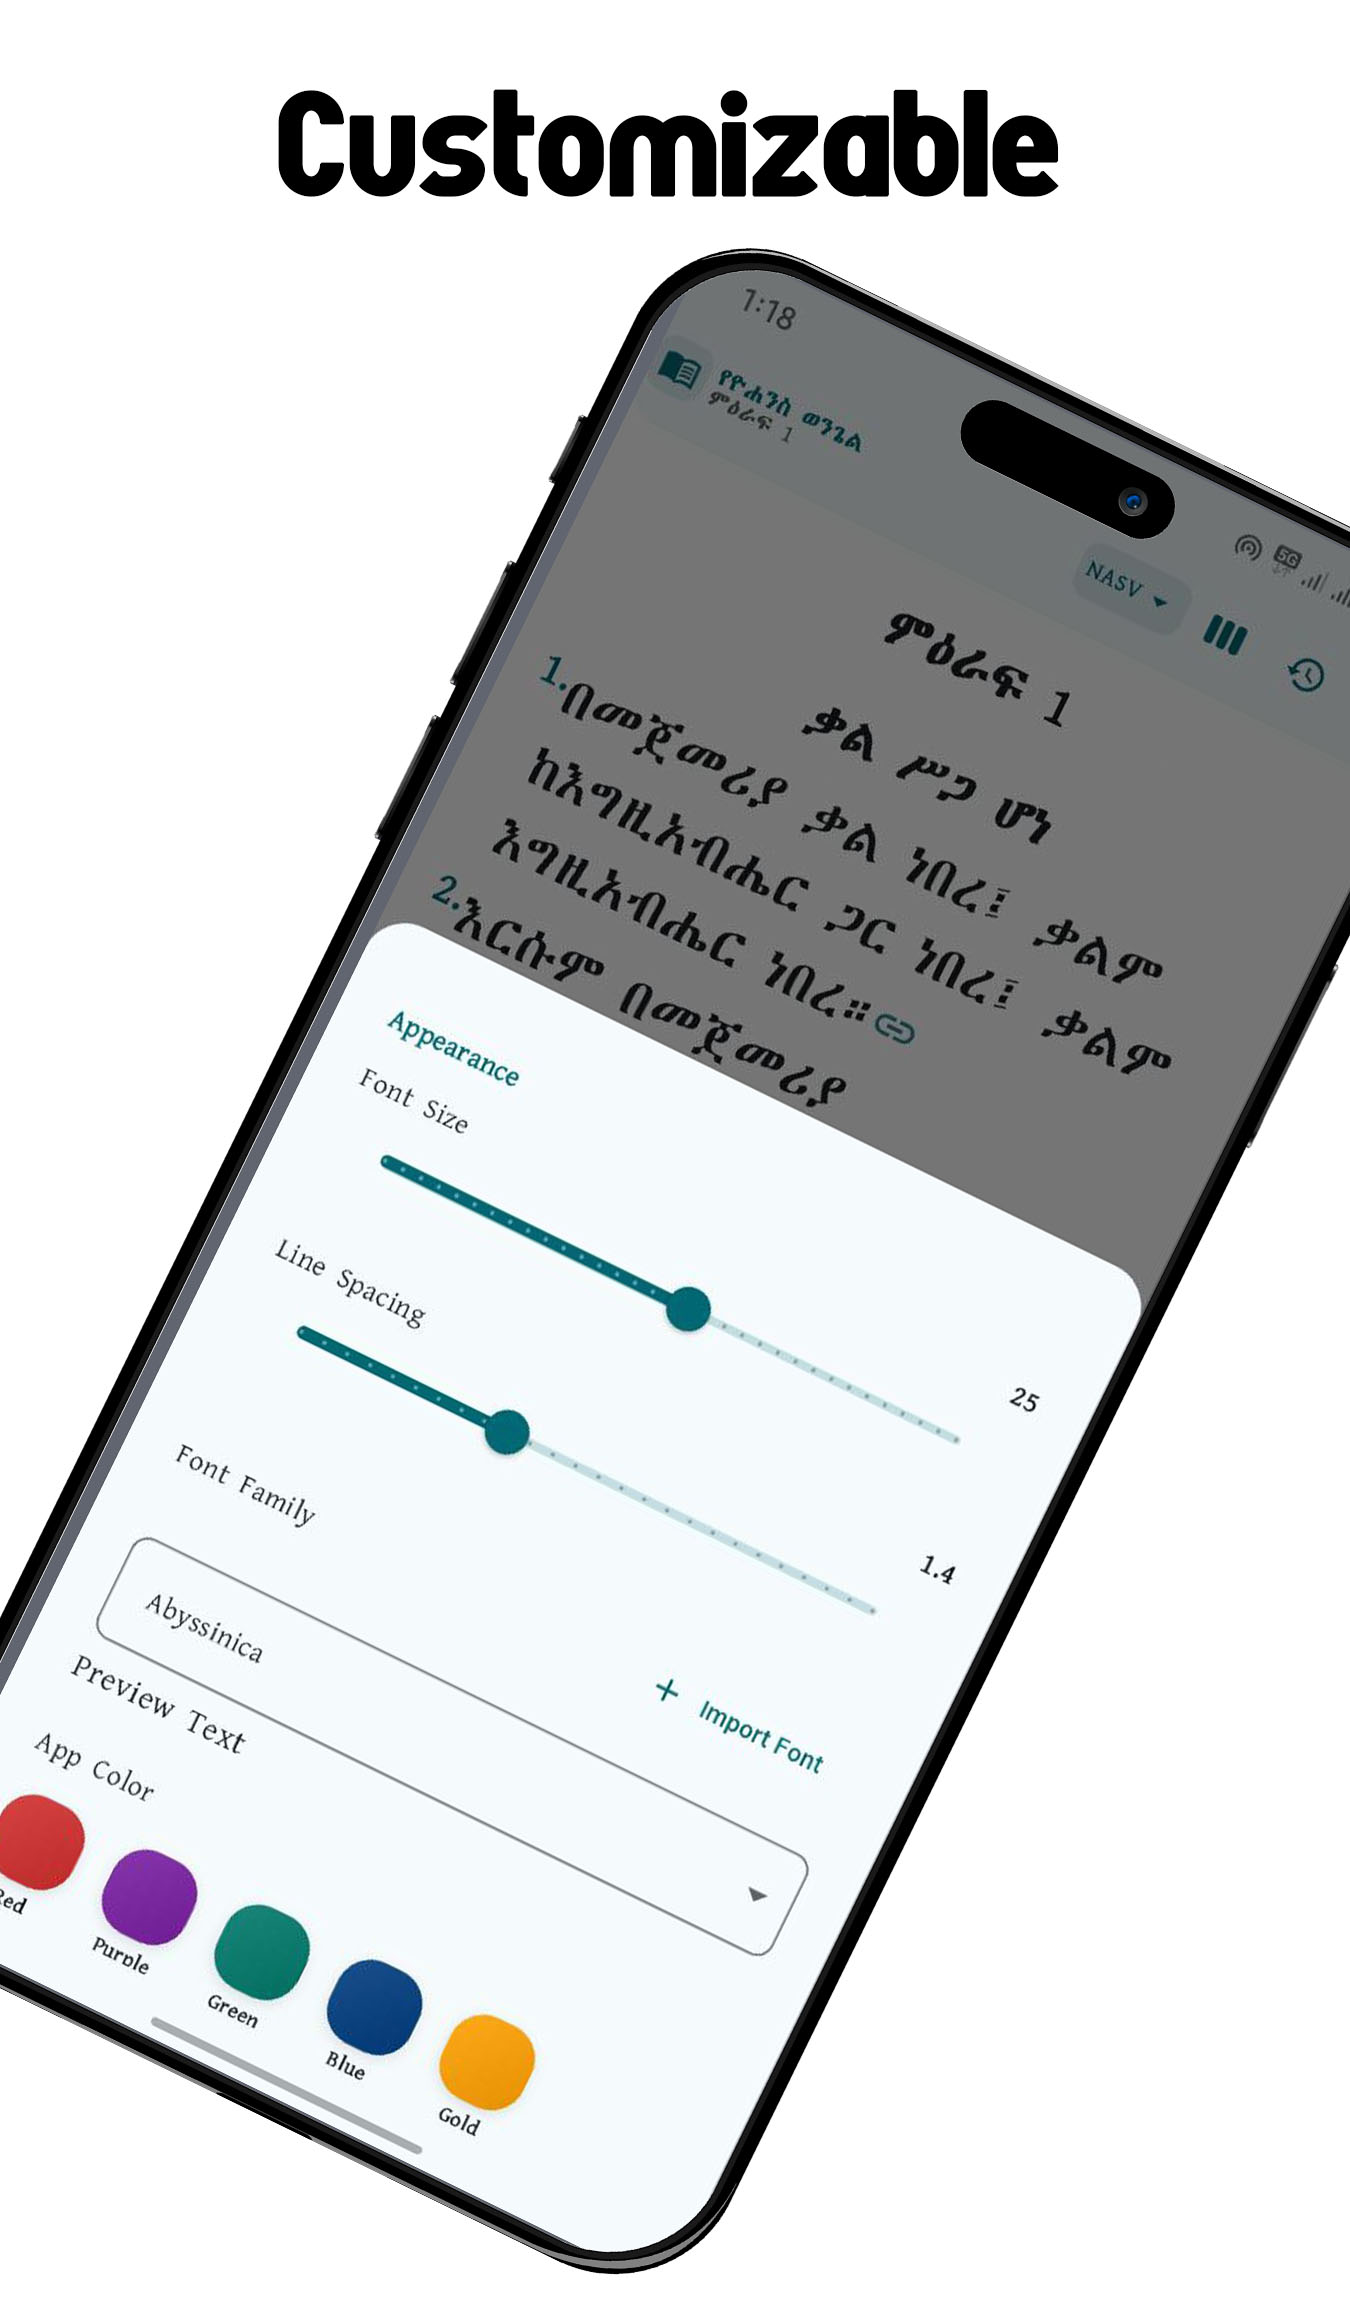 Customizable
1:18
5G
የዮሐንስ ወንጌል
ምዕራፍ 1
NASV
ምዕራፍ 1
ቃል ሥጋ ሆነ
1.በመጀመሪያ ቃል ነበረ፤ ቃልም
ከእግዚአብሔር ጋር ነበረ፤ ቃልም
እግዚአብሔር ነበረ።
2.እርሱም በመጀመሪያ
Appearance
Font Size
25
Line Spacing
1.4
Font Family
Import Font
Abyssinica
Preview Text
App Color
Red
Purple
Green
Blue
Gold